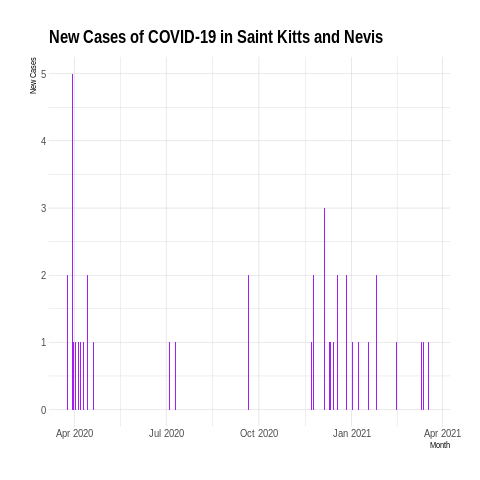 New Cases of COVID-19 in Saint Kitts and Nevis
New Cases
5
4
3
2
1
0
Apr 2020 Jul 2020 Oct 2020 Jan 2021 Apr 2021
Month